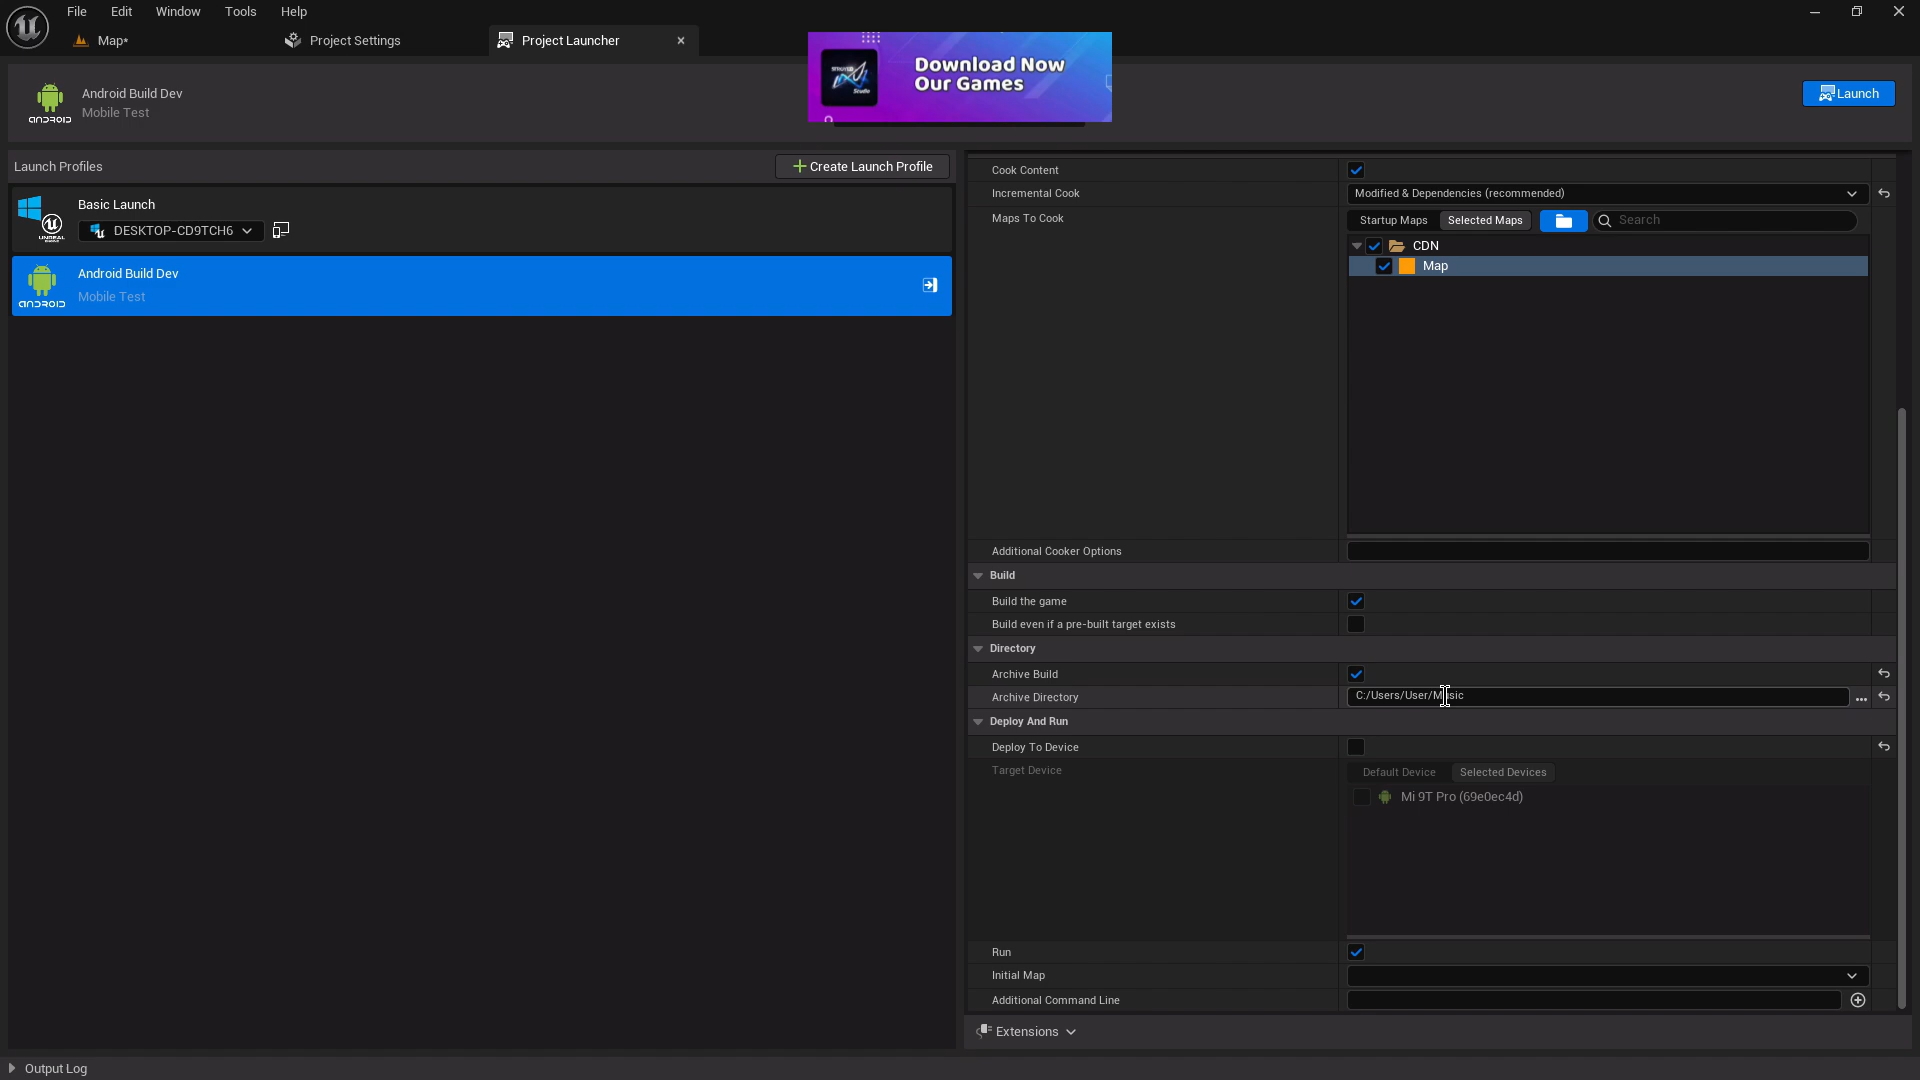 File Edit Window Tools Help
Map*
Project Settings
Project Launcher
Download Now
Our Games
Android Build Dev
Mobile Test
Launch
Launch Profiles
Create Launch Profile
Basic Launch
DESKTOP-CD9TCH6
Android Build Dev
Mobile Test
Cook Content
Incremental Cook
Modified & Dependencies (recommended)
Maps To Cook
Startup Maps
Selected Maps
Search
CDN
Map
Additional Cooker Options
Build
Build the game
Build even if a pre-built target exists
Directory
Archive Build
Archive Directory
C:/Users/User/Music
Deploy And Run
Deploy To Device
Target Device
Default Device
Selected Devices
Mi 9T Pro (69e0ec4d)
Run
Initial Map
Additional Command Line
Extensions
Output Log